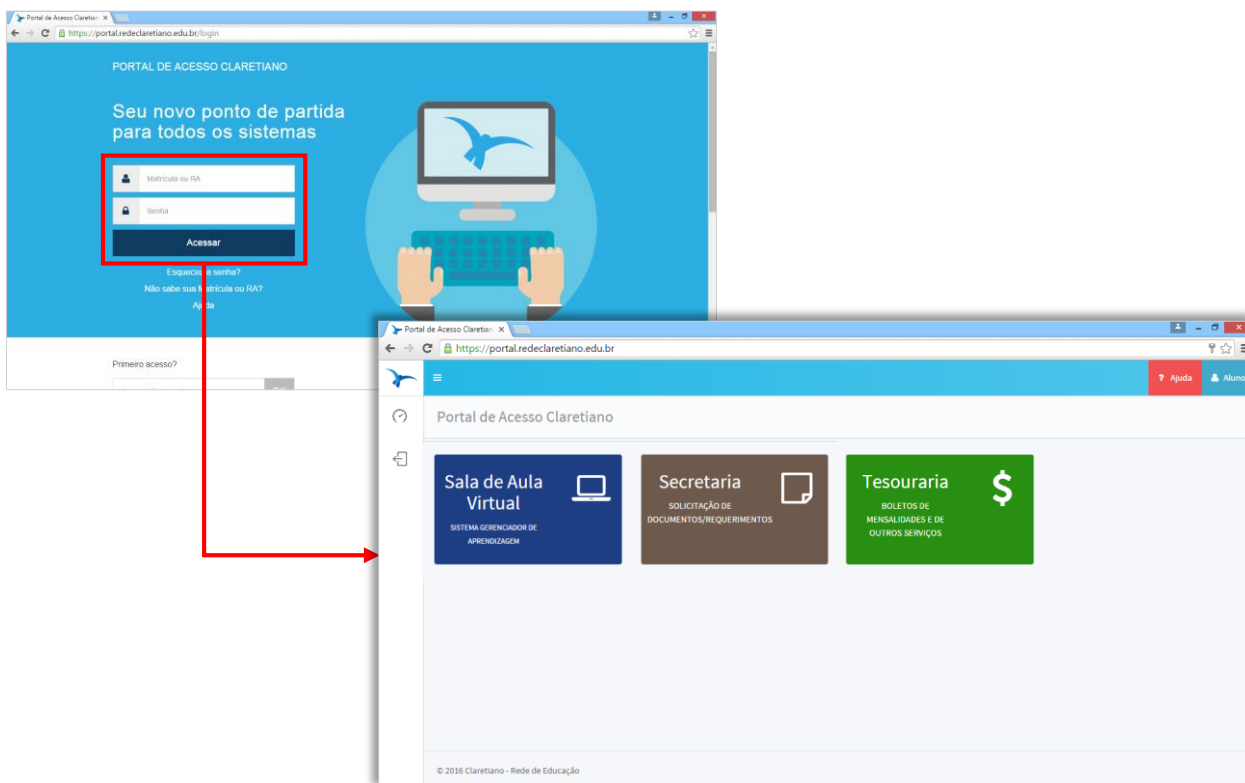 Portal de Acesso Claretian
https://portal.redeclaretiano.edu.br/login
PORTAL DE ACESSO CLARETIANO
Seu novo ponto de partida
para todos os sistemas
Matrícula ou RA
Senha
Acessar
Esqueceu a senha?
Não sabe sua Matrícula ou RA?
Ajuda
Primeiro acesso?
Portal de Acesso Claretian
https://portal.redeclaretiano.edu.br
? Ajuda
Aluno
Portal de Acesso Claretiano
Sala de Aula
Virtual
SISTEMA GERENCIADOR DE
APRENDIZAGEM
Secretaria
SOLICITAÇÃO DE
DOCUMENTOS/REQUERIMENTOS
Tesouraria
BOLETOS DE
MENSALIDADES E DE
OUTROS SERVIÇOS
$
© 2016 Claretiano - Rede de Educação